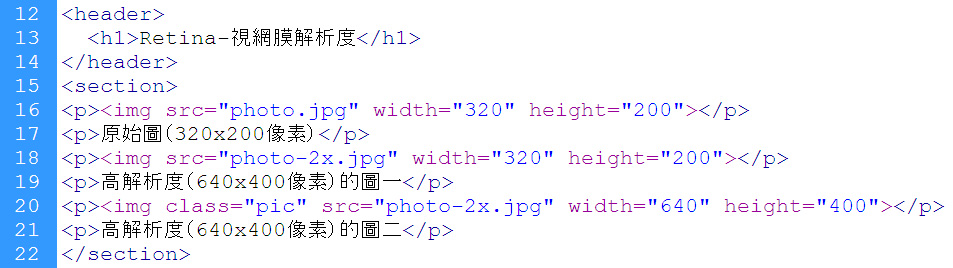 12 <header>
13   <h1>Retina-視網膜解析度</h1>
14 </header>
15 <section>
16 <p><img src="photo.jpg" width="320" height="200"></p>
17 <p>原始圖(320x200像素)</p>
18 <p><img src="photo-2x.jpg" width="320" height="200"></p>
19 <p>高解析度(640x400像素)的圖一</p>
20 <p><img class="pic" src="photo-2x.jpg" width="640" height="400"></p>
21 <p>高解析度(640x400像素)的圖二</p>
22 </section>